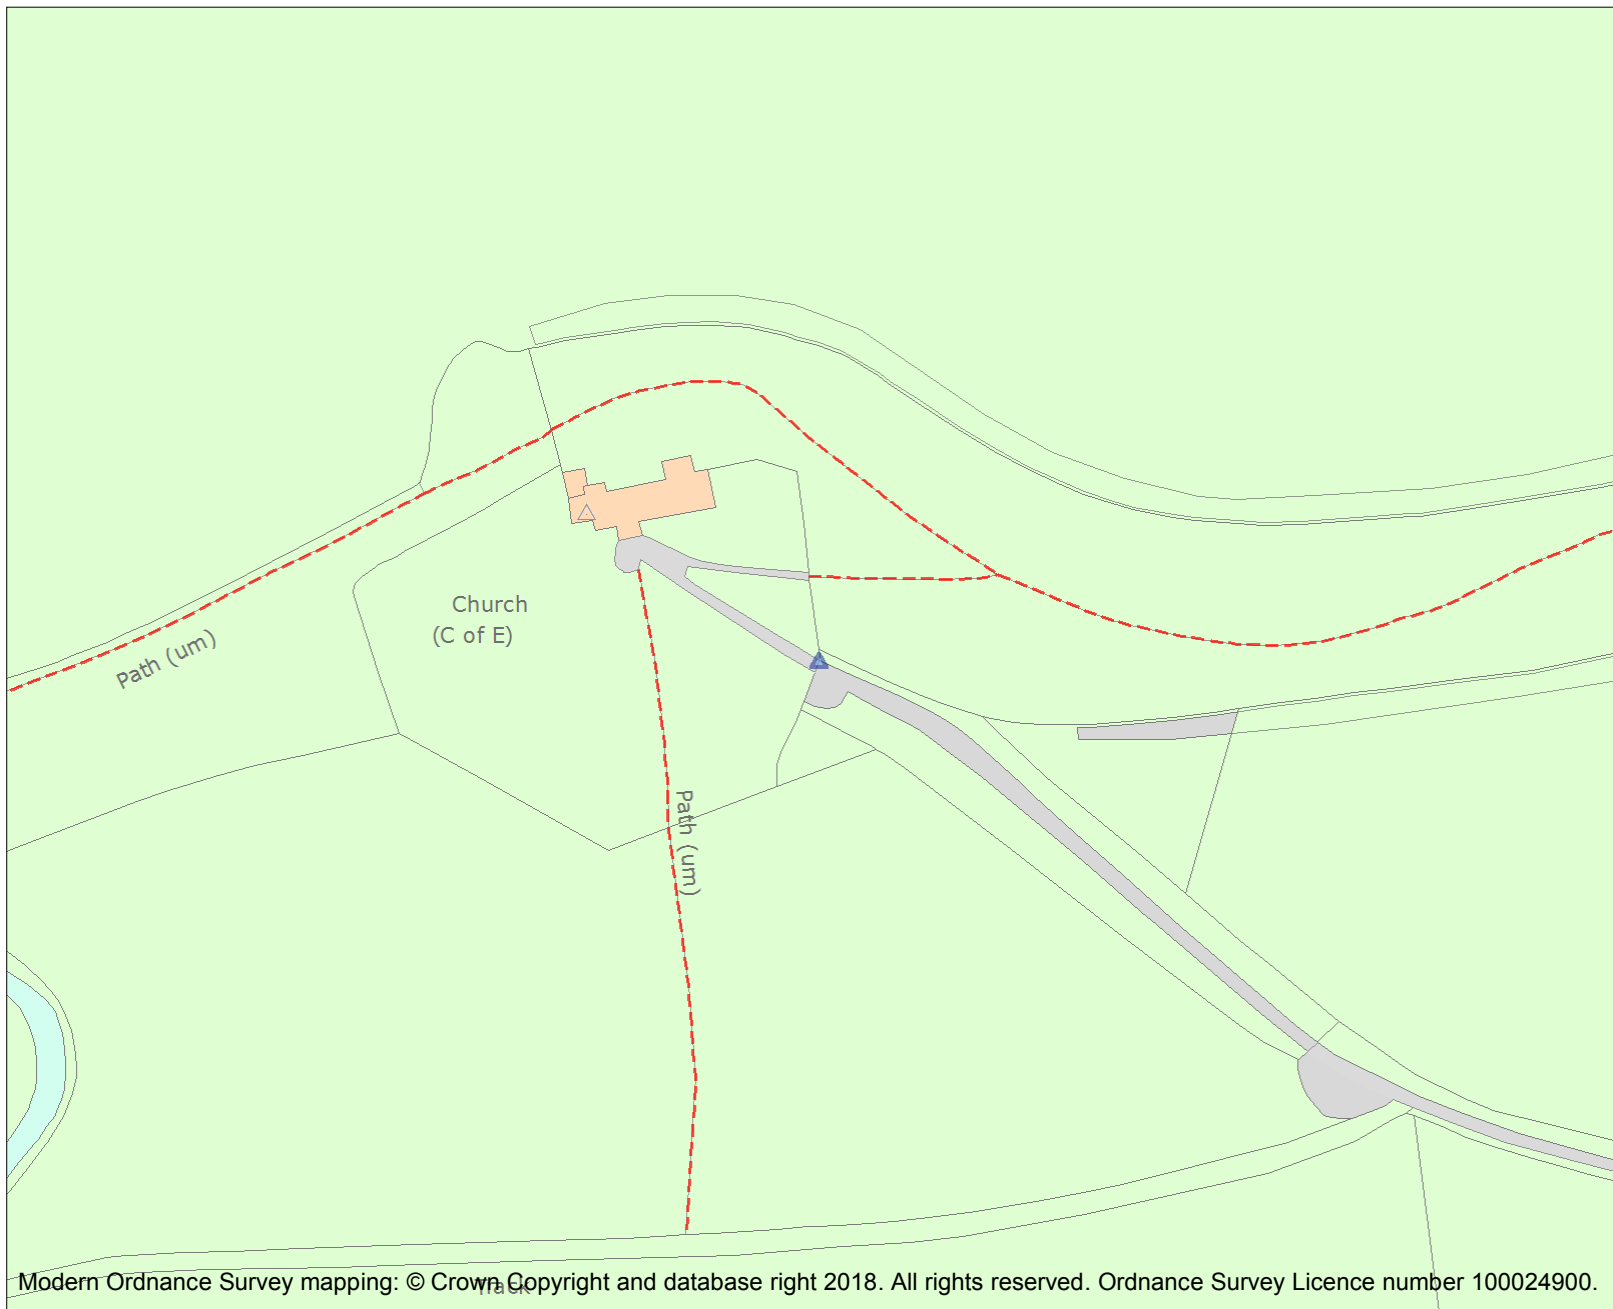 Church
(C of E)
Path (um)
Path (um)
Track
Modern Ordnance Survey mapping: © Crown Copyright and database right 2018. All rights reserved. Ordnance Survey Licence number 100024900.